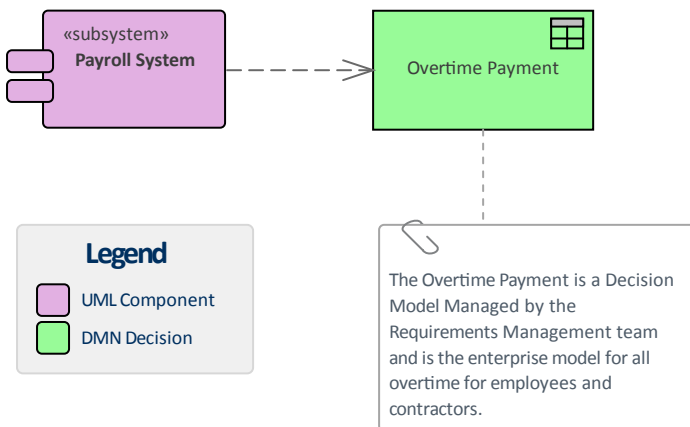 «subsystem»
Payroll System
Overtime Payment
Legend
UML Component
DMN Decision
The Overtime Payment is a Decision
Model Managed by the
Requirements Management team
and is the enterprise model for all
overtime for employees and
contractors.